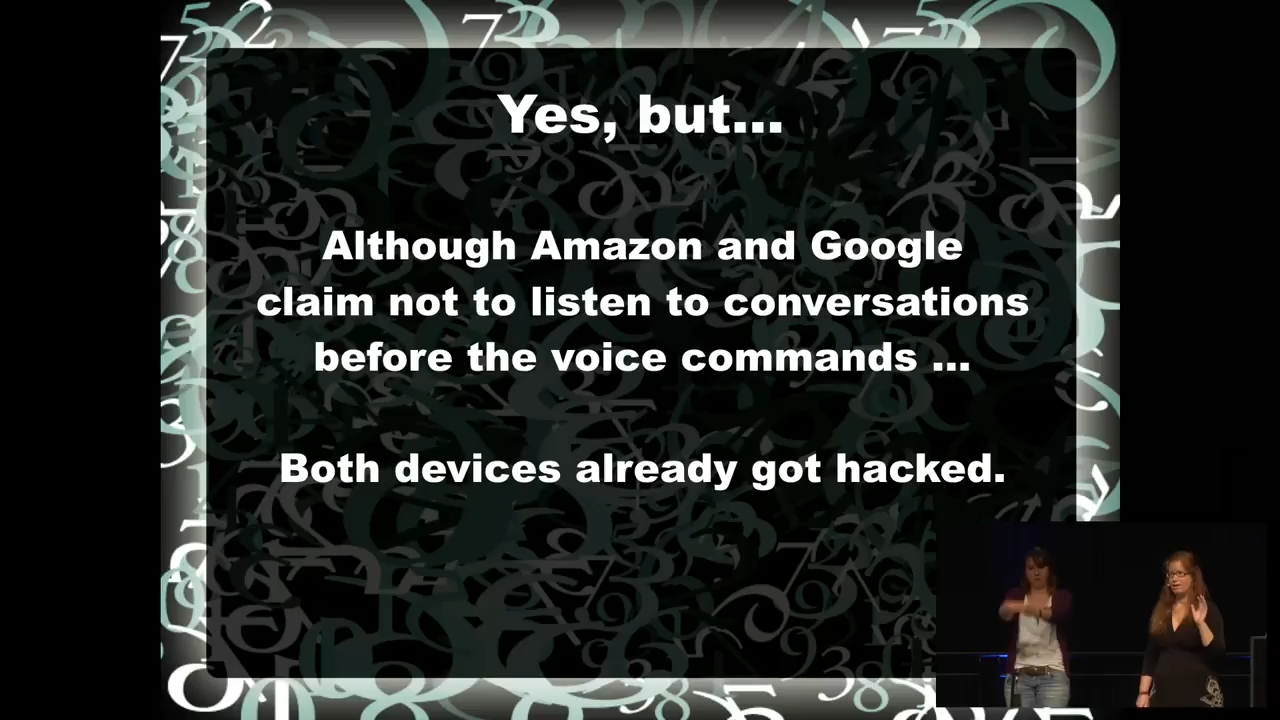 Yes, but...
Although Amazon and Google
claim not to listen to conversations
before the voice commands ...
Both devices already got hacked.